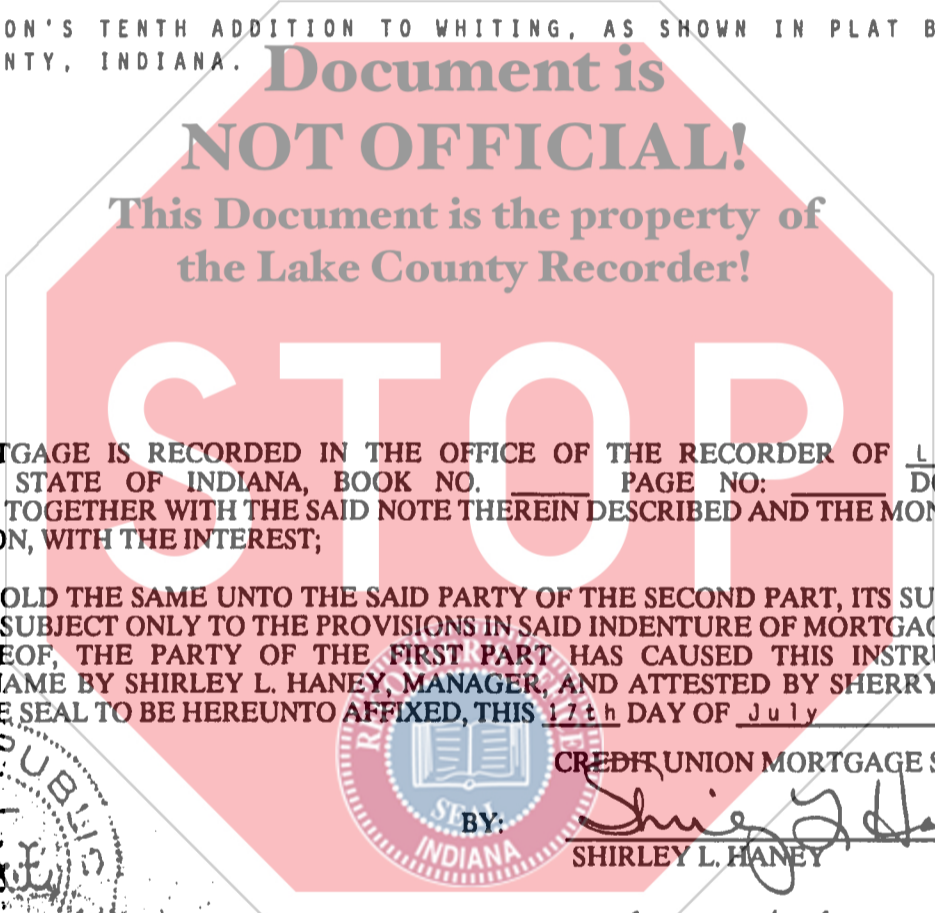 ON'S TENTH ADDITION TO WHITING, AS SHOWN IN PLAT B
NTY, INDIANA.
Document is
NOT OFFICIAL!
This Document is the property of
the Lake County Recorder!
STOP
TGAGE IS RECORDED IN THE OFFICE OF THE RECORDER OF L
STATE OF INDIANA, BOOK NO. ______ PAGE NO: ______ DO
TOGETHER WITH THE SAID NOTE THEREIN DESCRIBED AND THE MON
ON, WITH THE INTEREST;
OLD THE SAME UNTO THE SAID PARTY OF THE SECOND PART, ITS SU
SUBJECT ONLY TO THE PROVISIONS IN SAID INDENTURE OF MORTGAG
EOF, THE PARTY OF THE FIRST PART HAS CAUSED THIS INSTRU
AME BY SHIRLEY L. HANEY, MANAGER, AND ATTESTED BY SHERRY
E SEAL TO BE HEREUNTO AFFIXED, THIS 17th DAY OF July
CREDIT UNION MORTGAGE S
BY:
SHIRLEY L. HANEY
SEAL
INDIANA